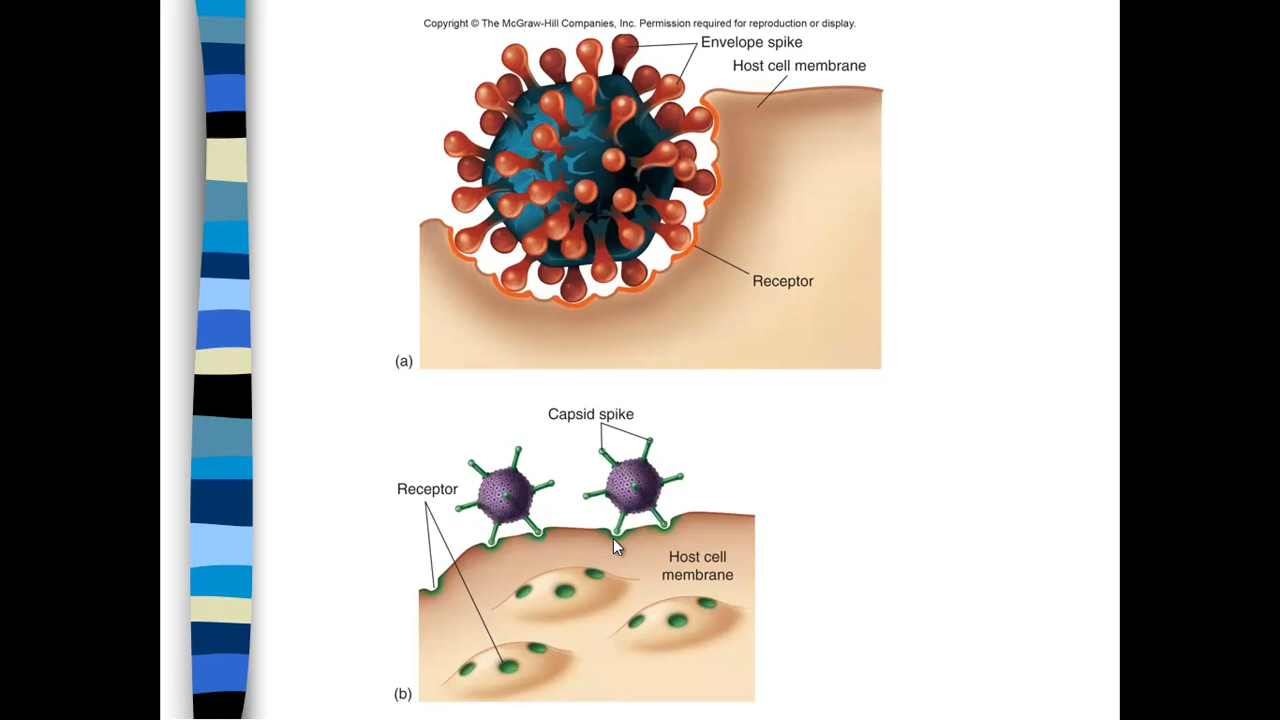 Copyright © The McGraw-Hill Companies, Inc. Permission required for reproduction or display.
Envelope spike
Host cell membrane
Receptor
(a)
Capsid spike
Receptor
Host cell
membrane
(b)